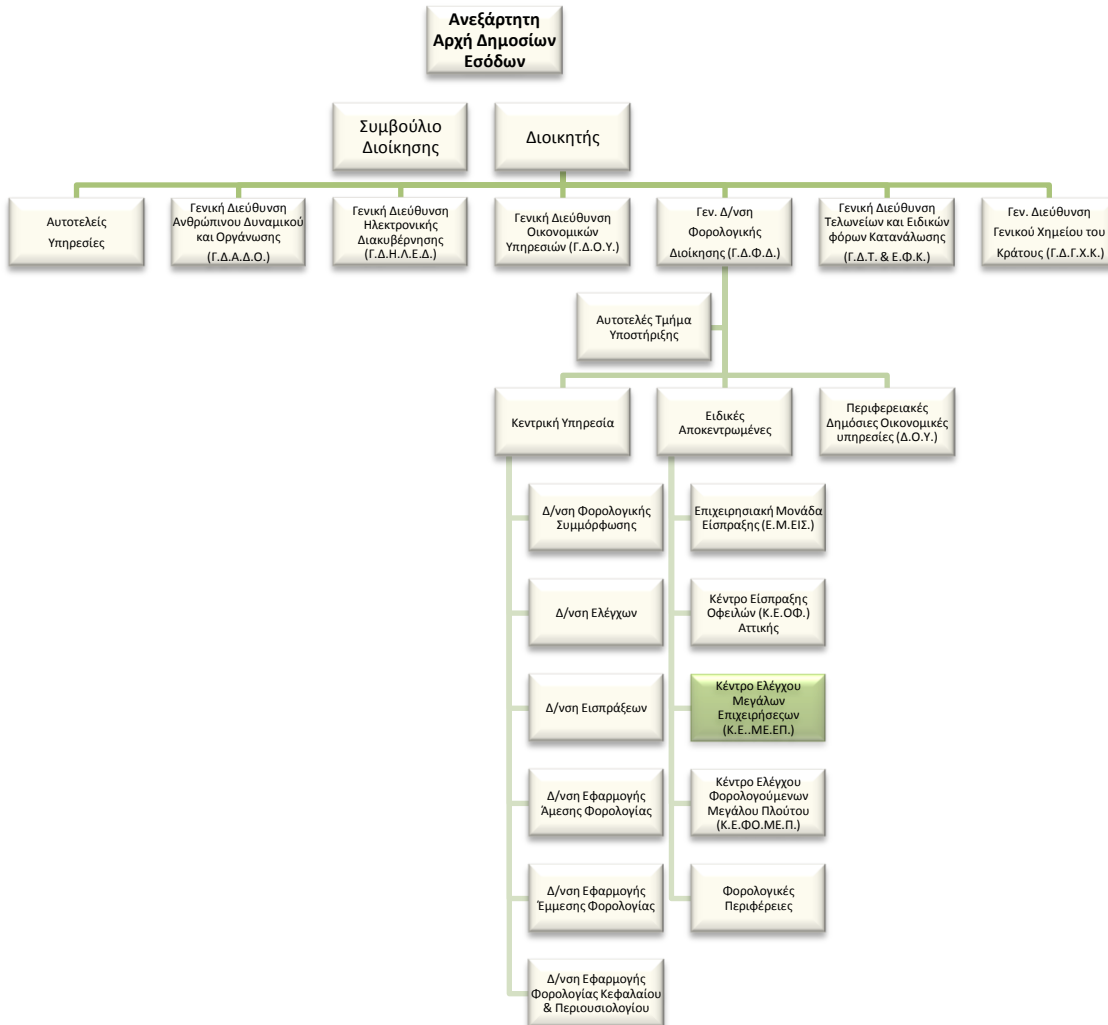 Ανεξάρτητη
Αρχή Δημοσίων
Εσόδων
Συμβούλιο
Διοίκησης
Διοικητής
Αυτοτελείς
Υπηρεσίες
Γενική Διεύθυνση
Ανθρώπινου Δυναμικού
και Οργάνωσης
(Γ.Δ.Α.Δ.Ο.)
Γενική Διεύθυνση
Ηλεκτρονικής
Διακυβέρνησης
(Γ.Δ.Η.Λ.Ε.Δ.)
Γενική Διεύθυνση
Οικονομικών
Υπηρεσιών (Γ.Δ.Ο.Υ.)
Γεν. Δ/νση
Φορολογικής
Διοίκησης (Γ.Δ.Φ.Δ.)
Γενική Διεύθυνση
Τελωνείων και Ειδικών
φόρων Κατανάλωσης
(Γ.Δ.Τ. & Ε.Φ.Κ.)
Γεν. Διεύθυνση
Γενικού Χημείου του
Κράτους (Γ.Δ.Γ.Χ.Κ.)
Αυτοτελές Τμήμα
Υποστήριξης
Κεντρική Υπηρεσία
Ειδικές
Αποκεντρωμένες
Περιφερειακές
Δημόσιες Οικονομικές
υπηρεσίες (Δ.Ο.Υ.)
Δ/νση Φορολογικής
Συμμόρφωσης
Δ/νση Ελέγχων
Δ/νση Εισπράξεων
Δ/νση Εφαρμογής
Άμεσης Φορολογίας
Δ/νση Εφαρμογής
Έμμεσης Φορολογίας
Δ/νση Εφαρμογής
Φορολογίας Κεφαλαίου
& Περιουσιολογίου
Επιχειρησιακή Μονάδα
Είσπραξης (Ε.Μ.ΕΙΣ.)
Κέντρο Είσπραξης
Οφειλών (Κ.Ε.ΟΦ.)
Αττικής
Κέντρο Ελέγχου
Μεγάλων
Επιχειρήσεςων
(Κ.Ε..ΜΕ.ΕΠ.)
Κέντρο Ελέγχου
Φορολογούμενων
Μεγάλου Πλούτου
(Κ.Ε.ΦΟ.ΜΕ.Π.)
Φορολογικές
Περιφέρειες